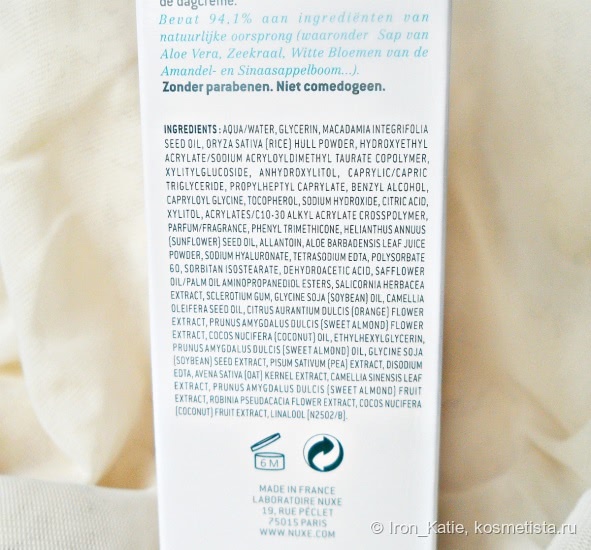 de dagcrème.
Bevat 94,1% aan ingrediënten van
natuurlijke oorsprong (waaronder Sap van
Aloe Vera, Zeekraal, Witte Bloemen van de
Amandel- en Sinaasappelboom...).
Zonder parabenen. Niet comedogeen.
INGREDIENTS : AQUA/WATER, GLYCERIN, MACADAMIA INTEGRIFOLIA
SEED OIL, ORYZA SATIVA (RICE) HULL POWDER, HYDROXYETHYL
ACRYLATE/SODIUM ACRYLOYLDIMETHYL TAURATE COPOLYMER,
XYLITYLGLUCOSIDE, ANHYDROXYLITOL, CAPRYLIC/CAPRIC
TRIGLYCERIDE, PROPYLHEPTYL CAPRYLATE, BENZYL ALCOHOL,
CAPRYLOYL GLYCINE, TOCOPHEROL, SODIUM HYDROXIDE, CITRIC ACID,
XYLITOL, ACRYLATES/C10-30 ALKYL ACRYLATE CROSSPOLYMER,
PARFUM/FRAGRANCE, PHENYL TRIMETHICONE, HELIANTHUS ANNUUS
(SUNFLOWER) SEED OIL, ALLANTOIN, ALOE BARBADENSIS LEAF JUICE
POWDER, SODIUM HYALURONATE, TETRASODIUM EDTA, POLYSORBATE
60, SORBITAN ISOSTEARATE, DEHYDROACETIC ACID, SAFFLOWER
OIL/PALM OIL AMINOPROPANEDIOL ESTERS, SALICORNIA HERBACEA
EXTRACT, SCLEROTIUM GUM, GLYCINE SOJA (SOYBEAN) OIL, CAMELLIA
OLEIFERA SEED OIL, CITRUS AURANTIUM DULCIS (ORANGE) FLOWER
EXTRACT, PRUNUS AMYGDALUS DULCIS (SWEET ALMOND) FLOWER
EXTRACT, COCOS NUCIFERA (COCONUT) OIL, ETHYLHEXYLGLYCERIN,
PRUNUS AMYGDALUS DULCIS (SWEET ALMOND) OIL, GLYCINE SOJA
(SOYBEAN) SEED EXTRACT, PISUM SATIVUM (PEA) EXTRACT, DISODIUM
EDTA, AVENA SATIVA (OAT) KERNEL EXTRACT, CAMELLIA SINENSIS LEAF
EXTRACT, PRUNUS AMYGDALUS DULCIS (SWEET ALMOND) FRUIT
EXTRACT, ROBINIA PSEUDACACIA FLOWER EXTRACT, COCOS NUCIFERA
(COCONUT) FRUIT EXTRACT, LINALOOL (N2502/B).
6 M
MADE IN FRANCE
LABORATOIRE NUXE
19, RUE PÉCLET
75015 PARIS
WWW.NUXE.COM
© Iron_Katie, kosmetista.ru